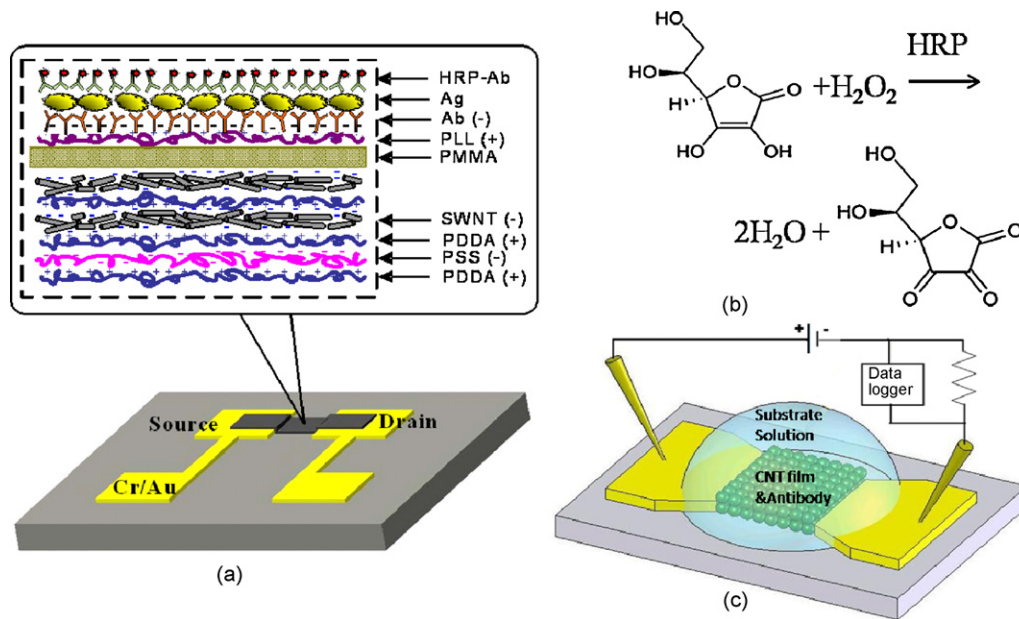 HRP-Ab
Ag
Ab (-)
PLL (+)
PMMA
SWNT (-)
PDDA (+)
PSS (-)
PDDA (+)
Source
Drain
Cr/Au
(a)
HO
HO
H
O
O
HO
OH
+H₂O₂
HRP
2H₂O +
HO
HO
H
O
O
O
O
(b)
+
-
Data
logger
Substrate
Solution
CNT film
&Antibody
(c)